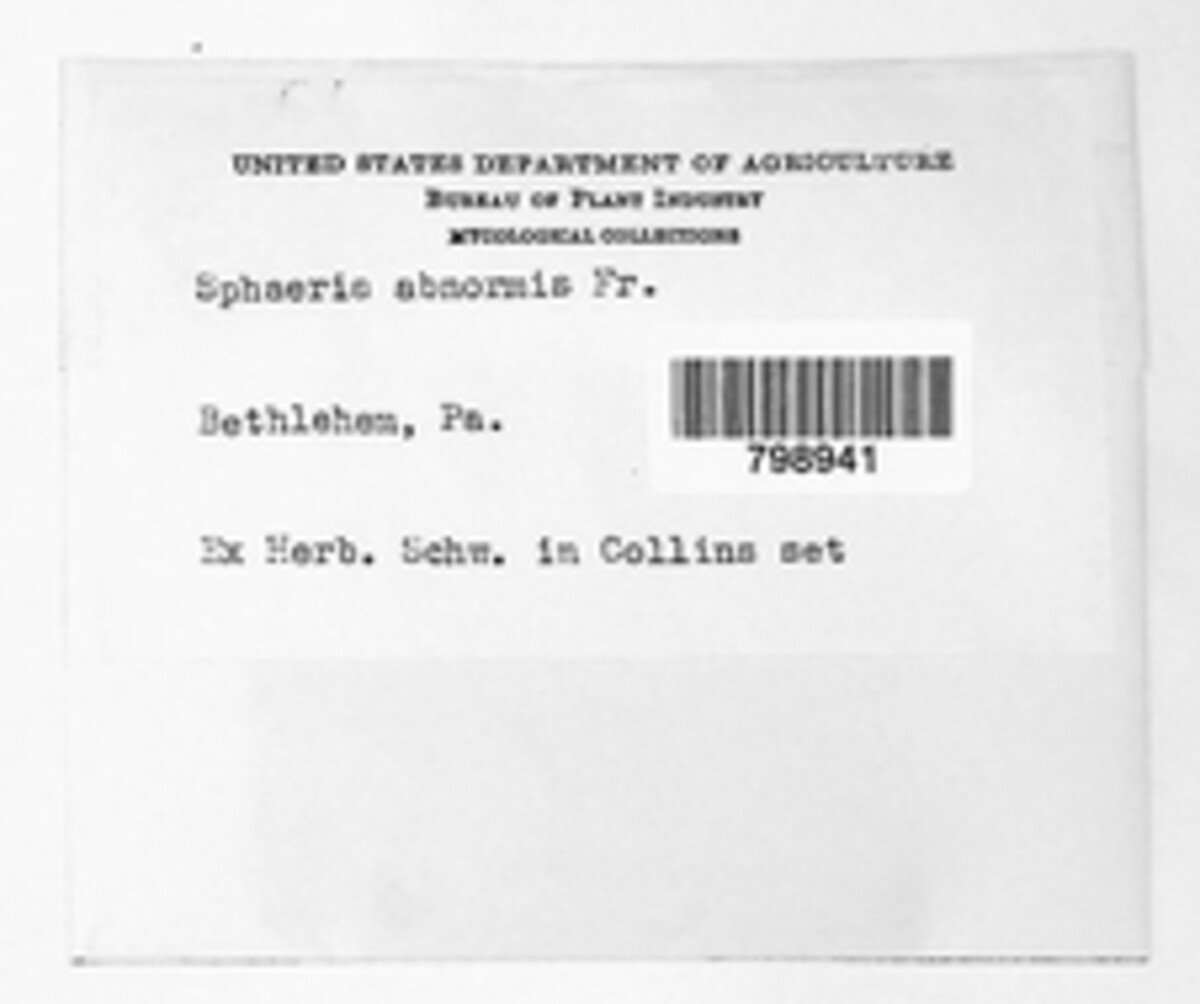 UNITED STATES DEPARTMENT OF AGRICULTURE
BUREAU OF PLANT INDUSTRY
MYCOLOGICAL COLLECTIONS
Sphaeria abnormis Fr.
Bethlehem, Pa.
798941
Ex Herb. Schw. in Collins set